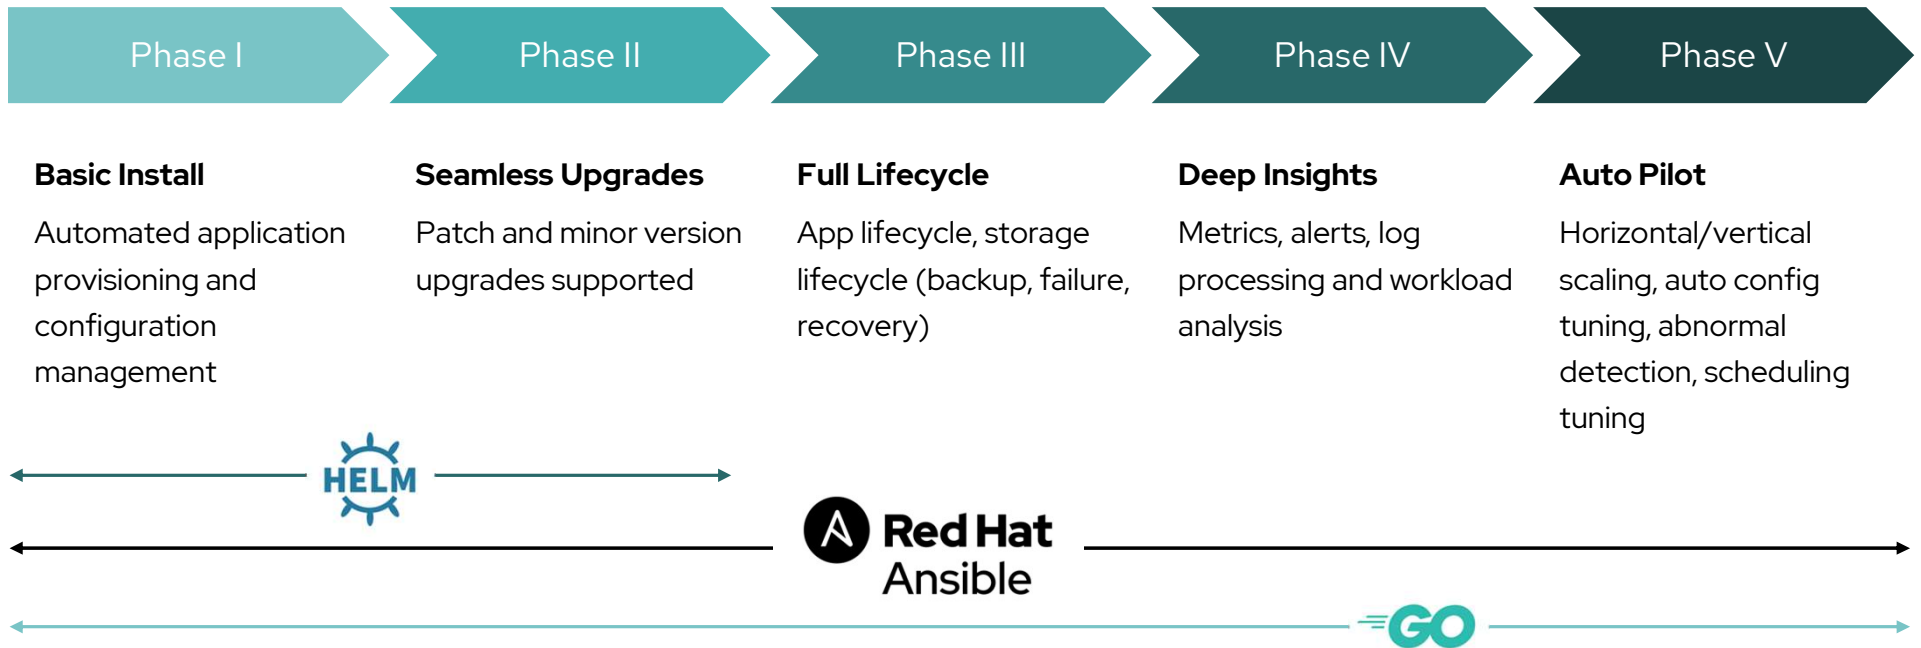 Phase I
Phase II
Phase III
Phase IV
Phase V
Basic Install
Automated application
provisioning and
configuration
management
Seamless Upgrades
Patch and minor version
upgrades supported
Full Lifecycle
App lifecycle, storage
lifecycle (backup, failure,
recovery)
Deep Insights
Metrics, alerts, log
processing and workload
analysis
Auto Pilot
Horizontal/vertical
scaling, auto config
tuning, abnormal
detection, scheduling
tuning
HELM
Red Hat
Ansible
GO